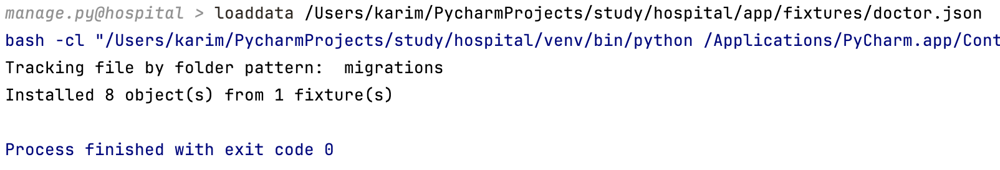 manage.py@hospital > loaddata /Users/karim/PycharmProjects/study/hospital/app/fixtures/doctor.json
bash -cl "/Users/karim/PycharmProjects/study/hospital/venv/bin/python /Applications/PyCharm.app/Cont
Tracking file by folder pattern:  migrations
Installed 8 object(s) from 1 fixture(s)
Process finished with exit code 0